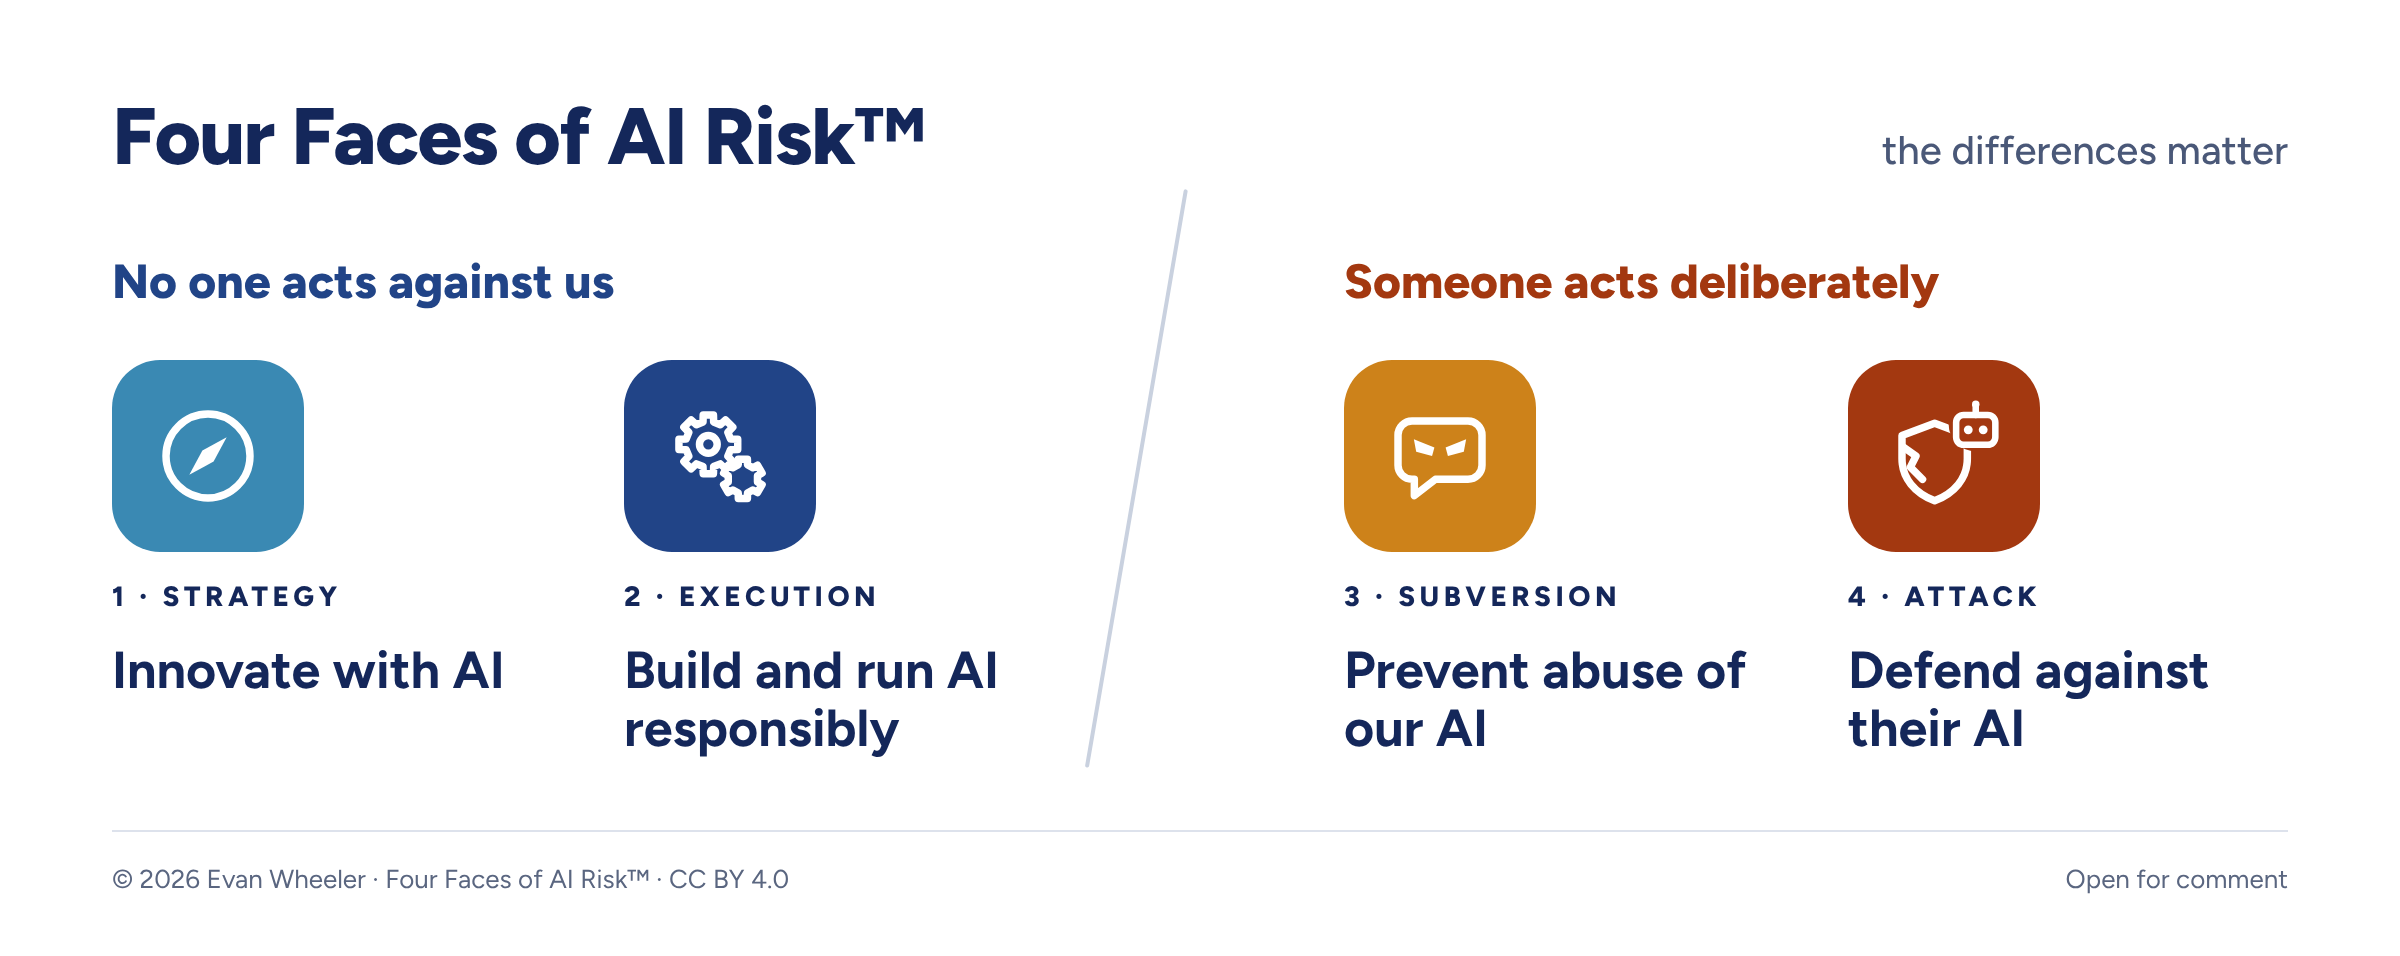 Four Faces of AI Risk™
the differences matter
No one acts against us
Someone acts deliberately
1 · STRATEGY
Innovate with AI
2 · EXECUTION
Build and run AI
responsibly
3 · SUBVERSION
Prevent abuse of
our AI
4 · ATTACK
Defend against
their AI
© 2026 Evan Wheeler · Four Faces of AI Risk™ · CC BY 4.0
Open for comment